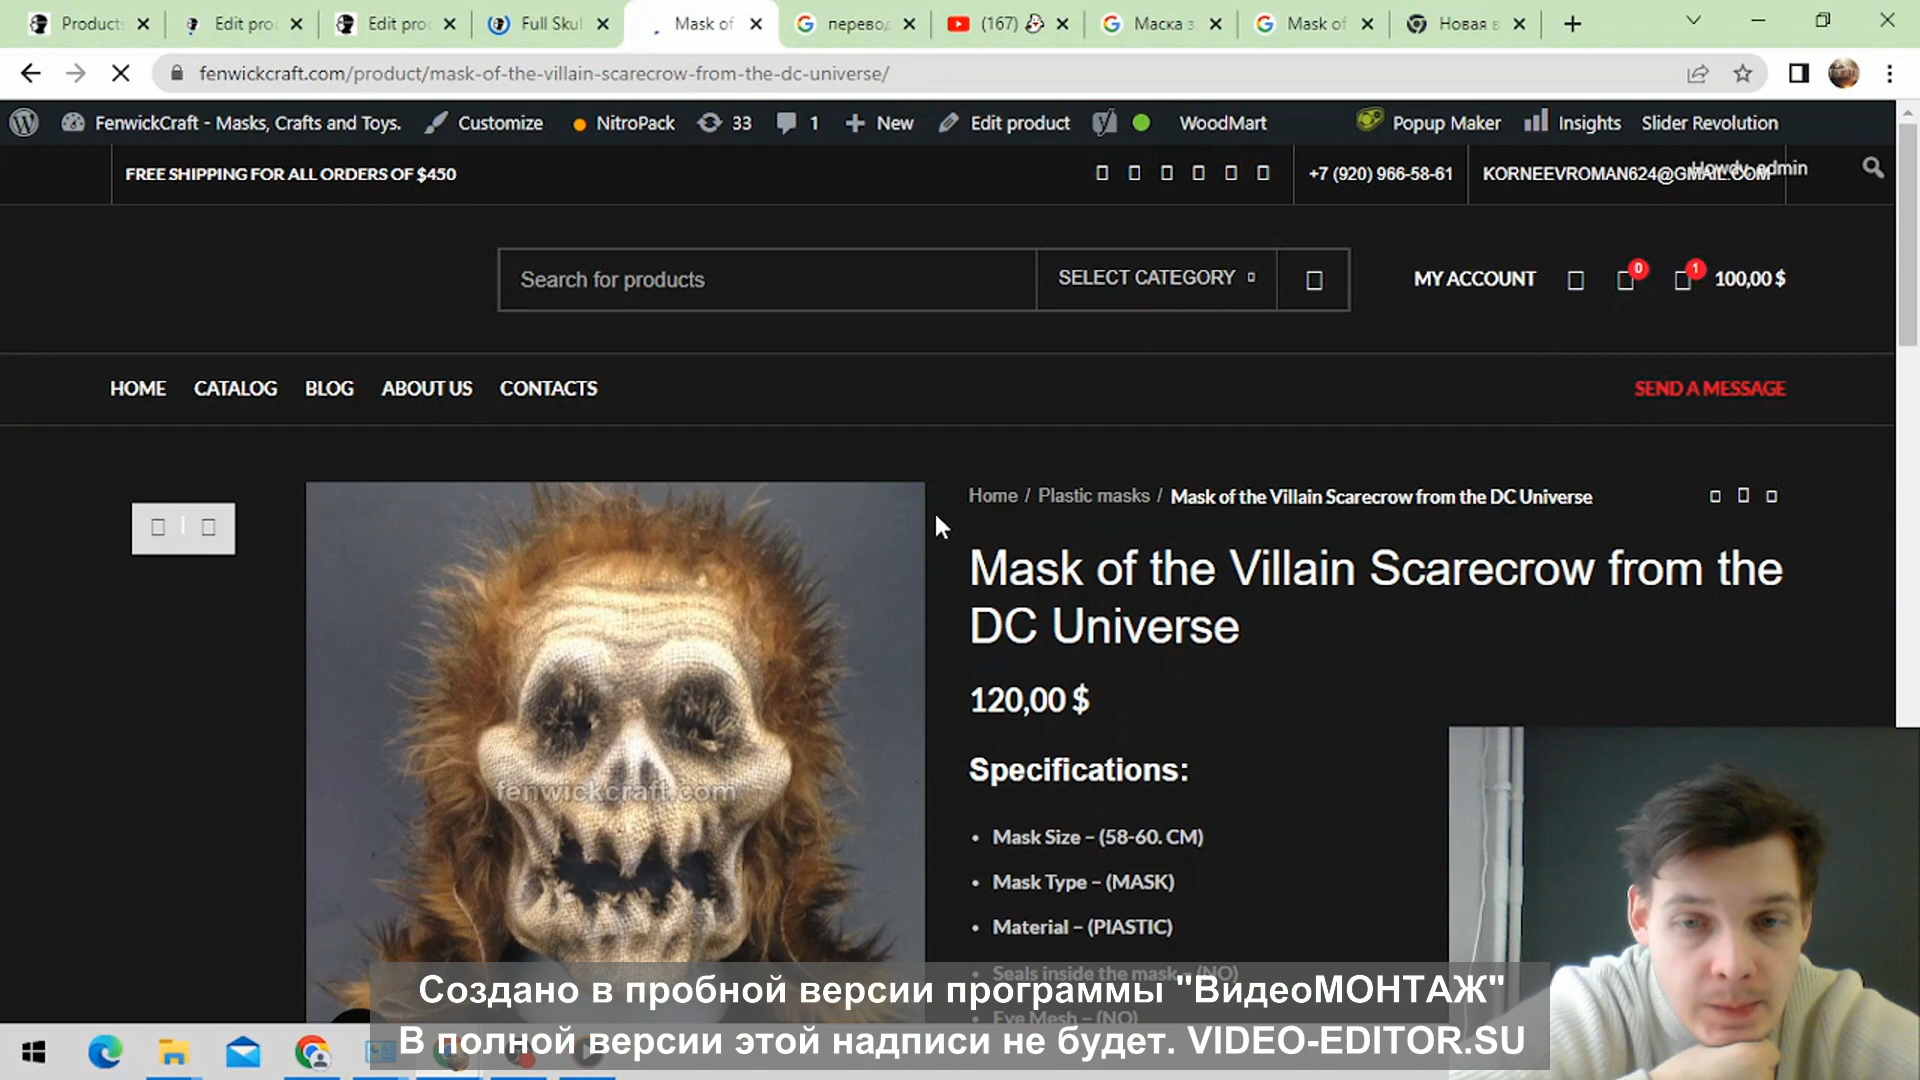 Products
Edit pro
Edit pro
Full Skul
Mask of
перевод
(167)
Маска з
Mask of
Новая в
fenwickcraft.com/product/mask-of-the-villain-scarecrow-from-the-dc-universe/
FenwickCraft - Masks, Crafts and Toys.
Customize
NitroPack
33
1
New
Edit product
WoodMart
Popup Maker
Insights
Slider Revolution
Howdy, admin
FREE SHIPPING FOR ALL ORDERS OF $450
+7 (920) 966-58-61
KORNEEVROMAN624@GMAIL.COM
Search for products
SELECT CATEGORY
MY ACCOUNT
0
1
100,00 $
HOME
CATALOG
BLOG
ABOUT US
CONTACTS
SEND A MESSAGE
Home / Plastic masks / Mask of the Villain Scarecrow from the DC Universe
Mask of the Villain Scarecrow from the
DC Universe
120,00 $
Specifications:
• Mask Size – (58-60. CM)
• Mask Type – (MASK)
• Material – (PIASTIC)
• Seals inside the mask – (NO)
• Eye Mesh – (NO)
fenwickcraft.com
Создано в пробной версии программы "ВидеоМОНТАЖ"
В полной версии этой надписи не будет. VIDEO-EDITOR.SU